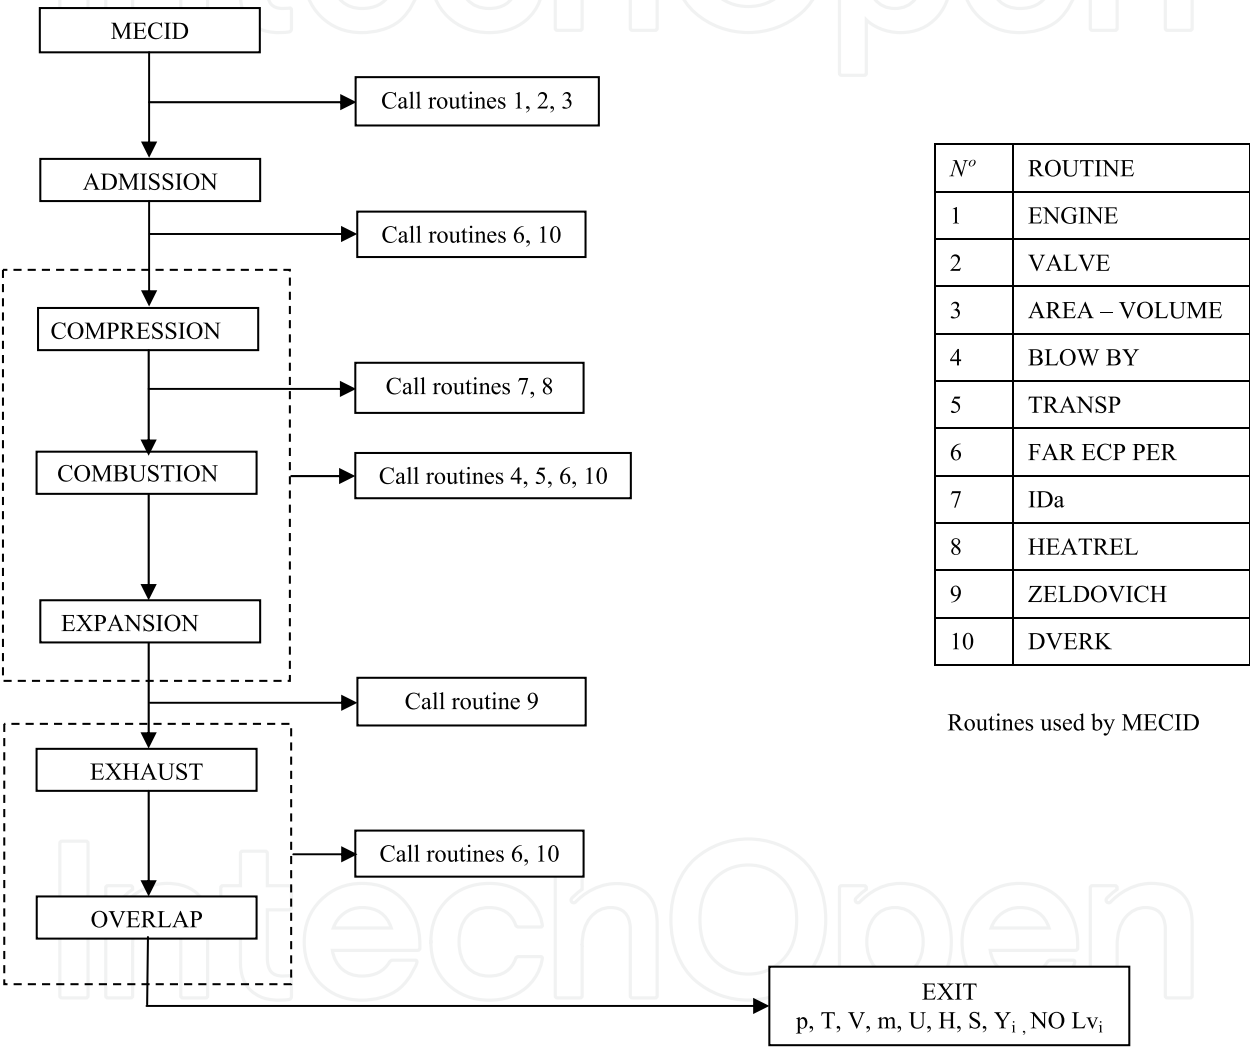 MECID
Call routines 1, 2, 3
ADMISSION
Call routines 6, 10
COMPRESSION
Call routines 7, 8
COMBUSTION
Call routines 4, 5, 6, 10
EXPANSION
Call routine 9
EXHAUST
Call routines 6, 10
OVERLAP
EXIT
p, T, V, m, U, H, S, Yi , NO Lvi
Nº ROUTINE
1 ENGINE
2 VALVE
3 AREA – VOLUME
4 BLOW BY
5 TRANSP
6 FAR ECP PER
7 IDa
8 HEATREL
9 ZELDOVICH
10 DVERK
Routines used by MECID
IntechOpen